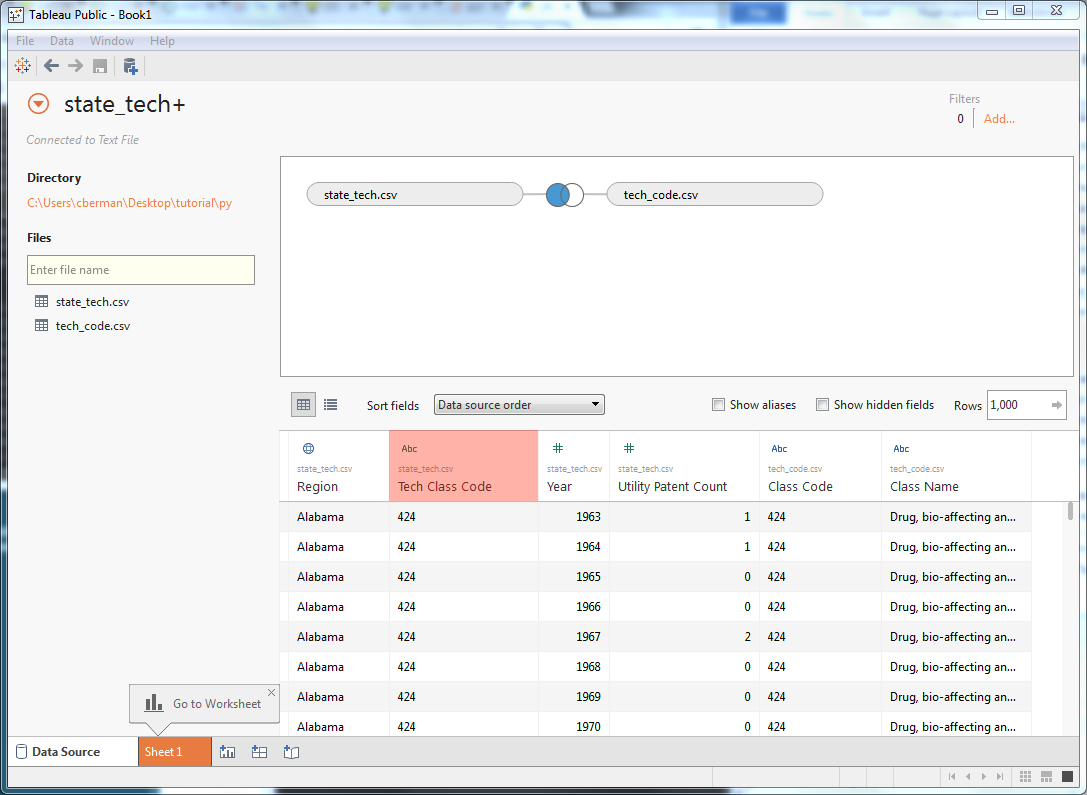 Tableau Public - Book1
File Data Window Help
state_tech+
Connected to Text File
Filters
0 Add...
Directory
C:\Users\cberman\Desktop\tutorial\py
Files
Enter file name
state_tech.csv
tech_code.csv
state_tech.csv tech_code.csv
Sort fields Data source order Show aliases Show hidden fields Rows 1,000
Abc Abc Abc
state_tech.csv state_tech.csv state_tech.csv state_tech.csv tech_code.csv tech_code.csv
Region Tech Class Code Year Utility Patent Count Class Code Class Name
Alabama 424 1963 1 424 Drug, bio-affecting an...
Alabama 424 1964 1 424 Drug, bio-affecting an...
Alabama 424 1965 0 424 Drug, bio-affecting an...
Alabama 424 1966 0 424 Drug, bio-affecting an...
Alabama 424 1967 2 424 Drug, bio-affecting an...
Alabama 424 1968 0 424 Drug, bio-affecting an...
Alabama 424 1969 0 424 Drug, bio-affecting an...
Alabama 424 1970 0 424 Drug, bio-affecting an...
Go to Worksheet
Data Source Sheet 1